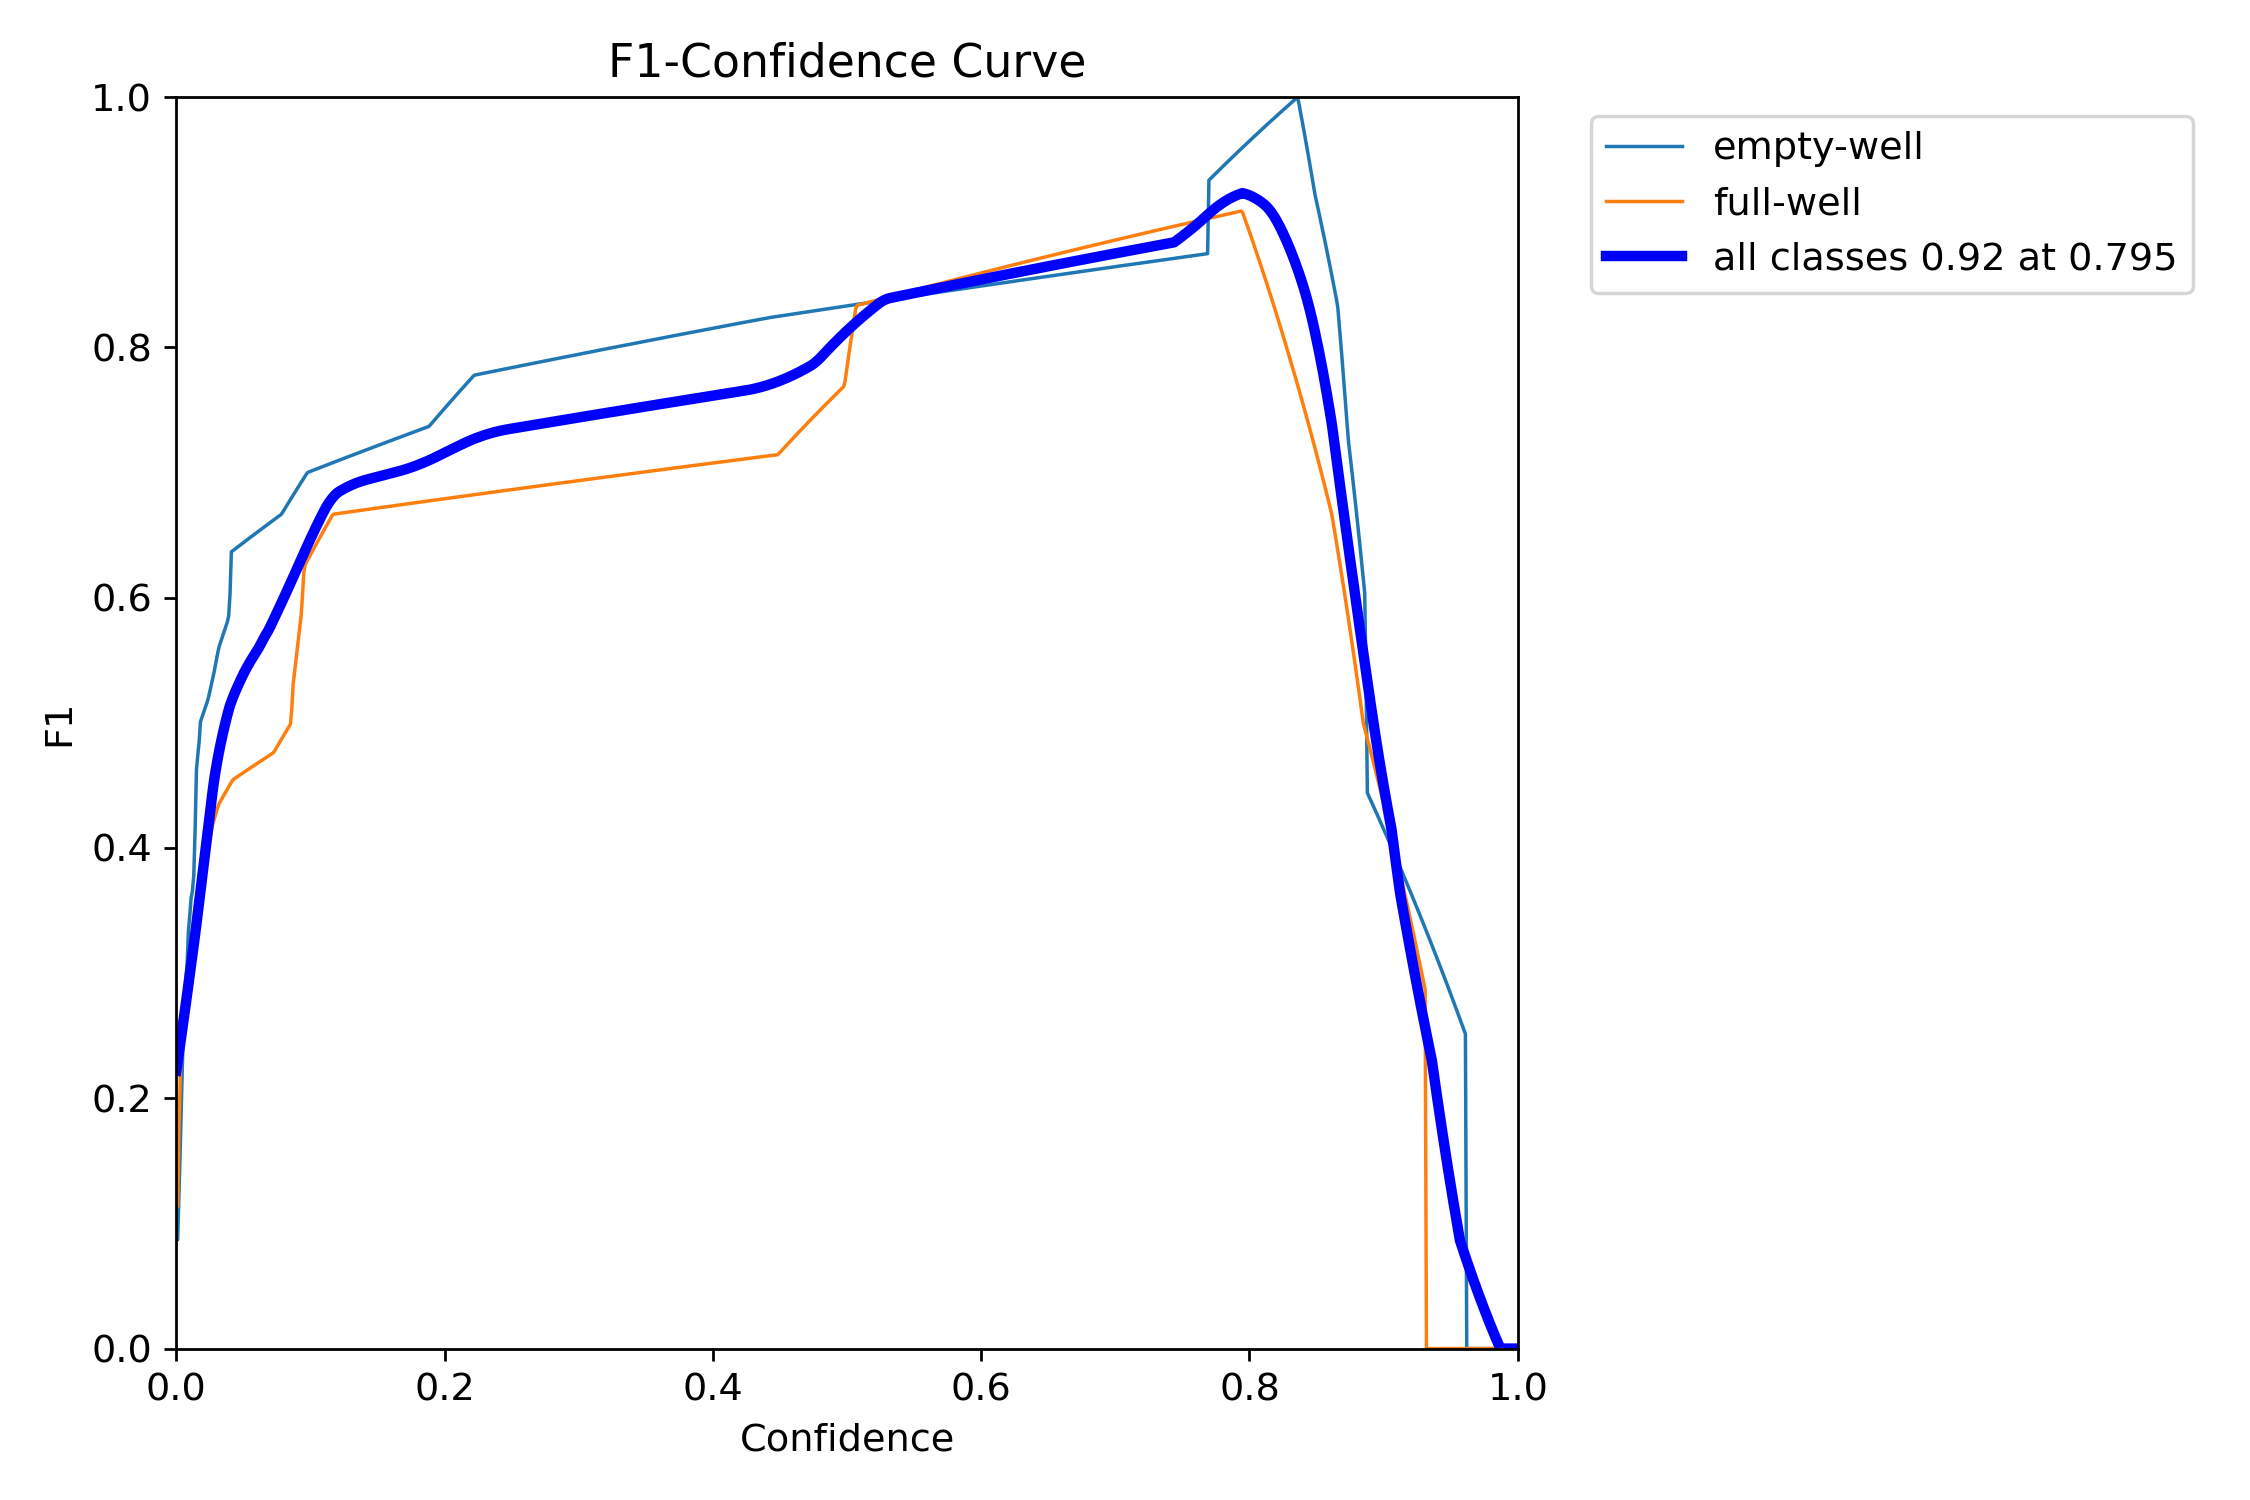 F1-Confidence Curve
1.0
0.8
0.6
0.4
0.2
0.0
F1
0.0 0.2 0.4 0.6 0.8 1.0
Confidence
empty-well
full-well
all classes 0.92 at 0.795